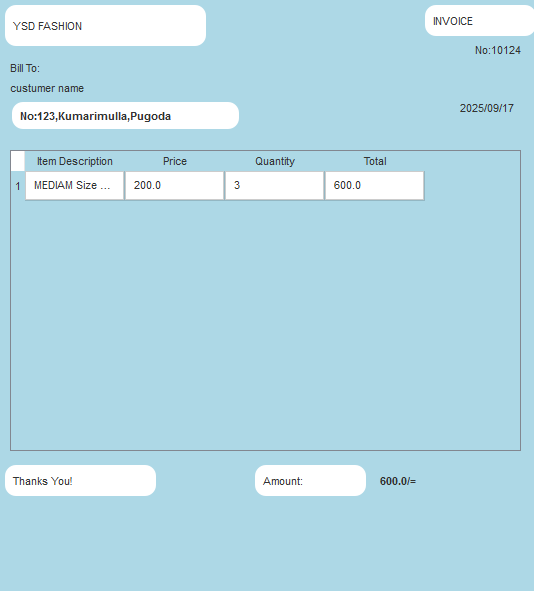 YSD FASHION
INVOICE
No:10124
Bill To:
custumer name
No:123,Kumarimulla,Pugoda
2025/09/17
Item Description Price Quantity Total
1 MEDIAM Size ... 200.0 3 600.0
Thanks You!
Amount: 600.0/=